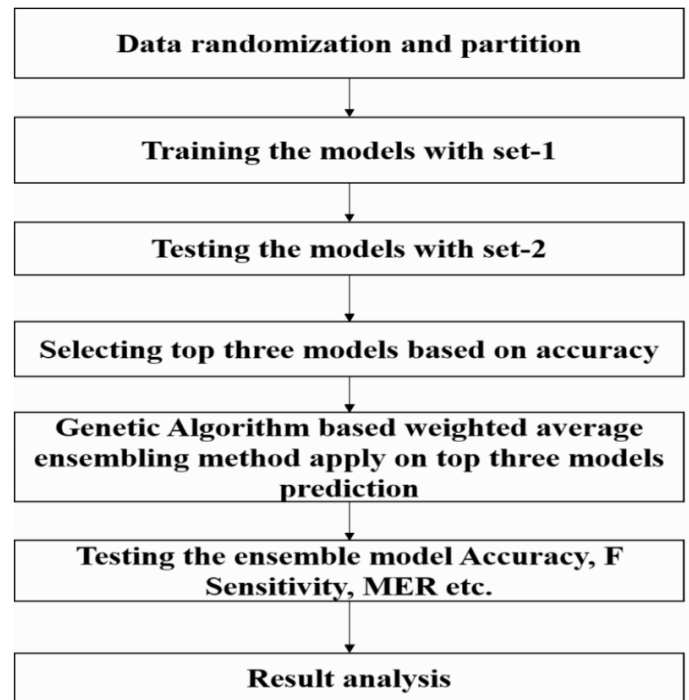 Data randomization and partition
Training the models with set-1
Testing the models with set-2
Selecting top three models based on accuracy
Genetic Algorithm based weighted average
ensembling method apply on top three models
prediction
Testing the ensemble model Accuracy, F
Sensitivity, MER etc.
Result analysis